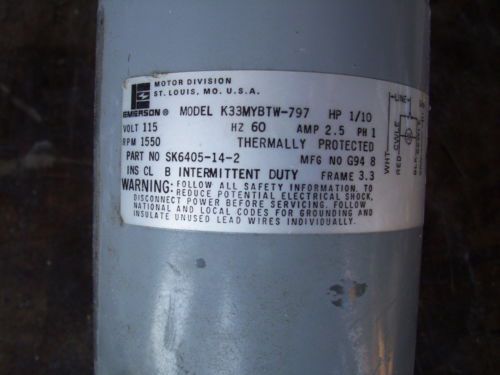 MOTOR DIVISION
ST. LOUIS, MO. U.S.A.
EMERSON®
MODEL K33MYBTW-797 HP 1/10
VOLT 115 HZ 60 AMP 2.5 PH 1
RPM 1550 THERMALLY PROTECTED
PART NO SK6405-14-2 MFG NO G94 8
INS CL B INTERMITTENT DUTY FRAME 3.3
WARNING: FOLLOW ALL SAFETY INFORMATION. TO
REDUCE POTENTIAL ELECTRICAL SHOCK,
DISCONNECT POWER BEFORE SERVICING. FOLLOW
NATIONAL AND LOCAL CODES FOR GROUNDING AND
INSULATE UNUSED LEAD WIRES INDIVIDUALLY.
LINE
WHT
RED-CWLE